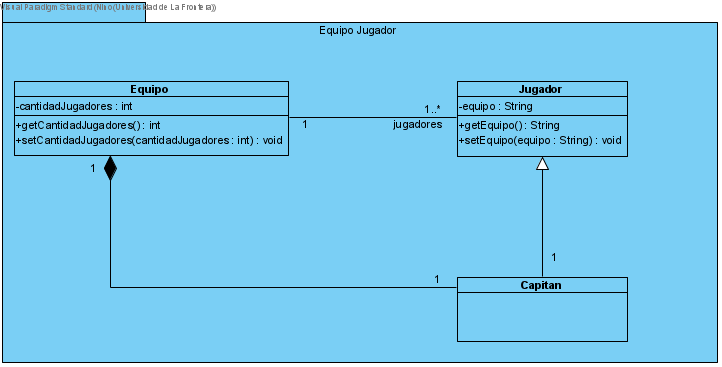 Visual Paradigm Standard (Nino (Universidad de La Frontera))
Equipo Jugador
Equipo
-cantidadJugadores : int
+getCantidadJugadores() : int
+setCantidadJugadores(cantidadJugadores : int) : void
1
1..*
jugadores
Jugador
-equipo : String
+getEquipo() : String
+setEquipo(equipo : String) : void
1
1
1
Capitan